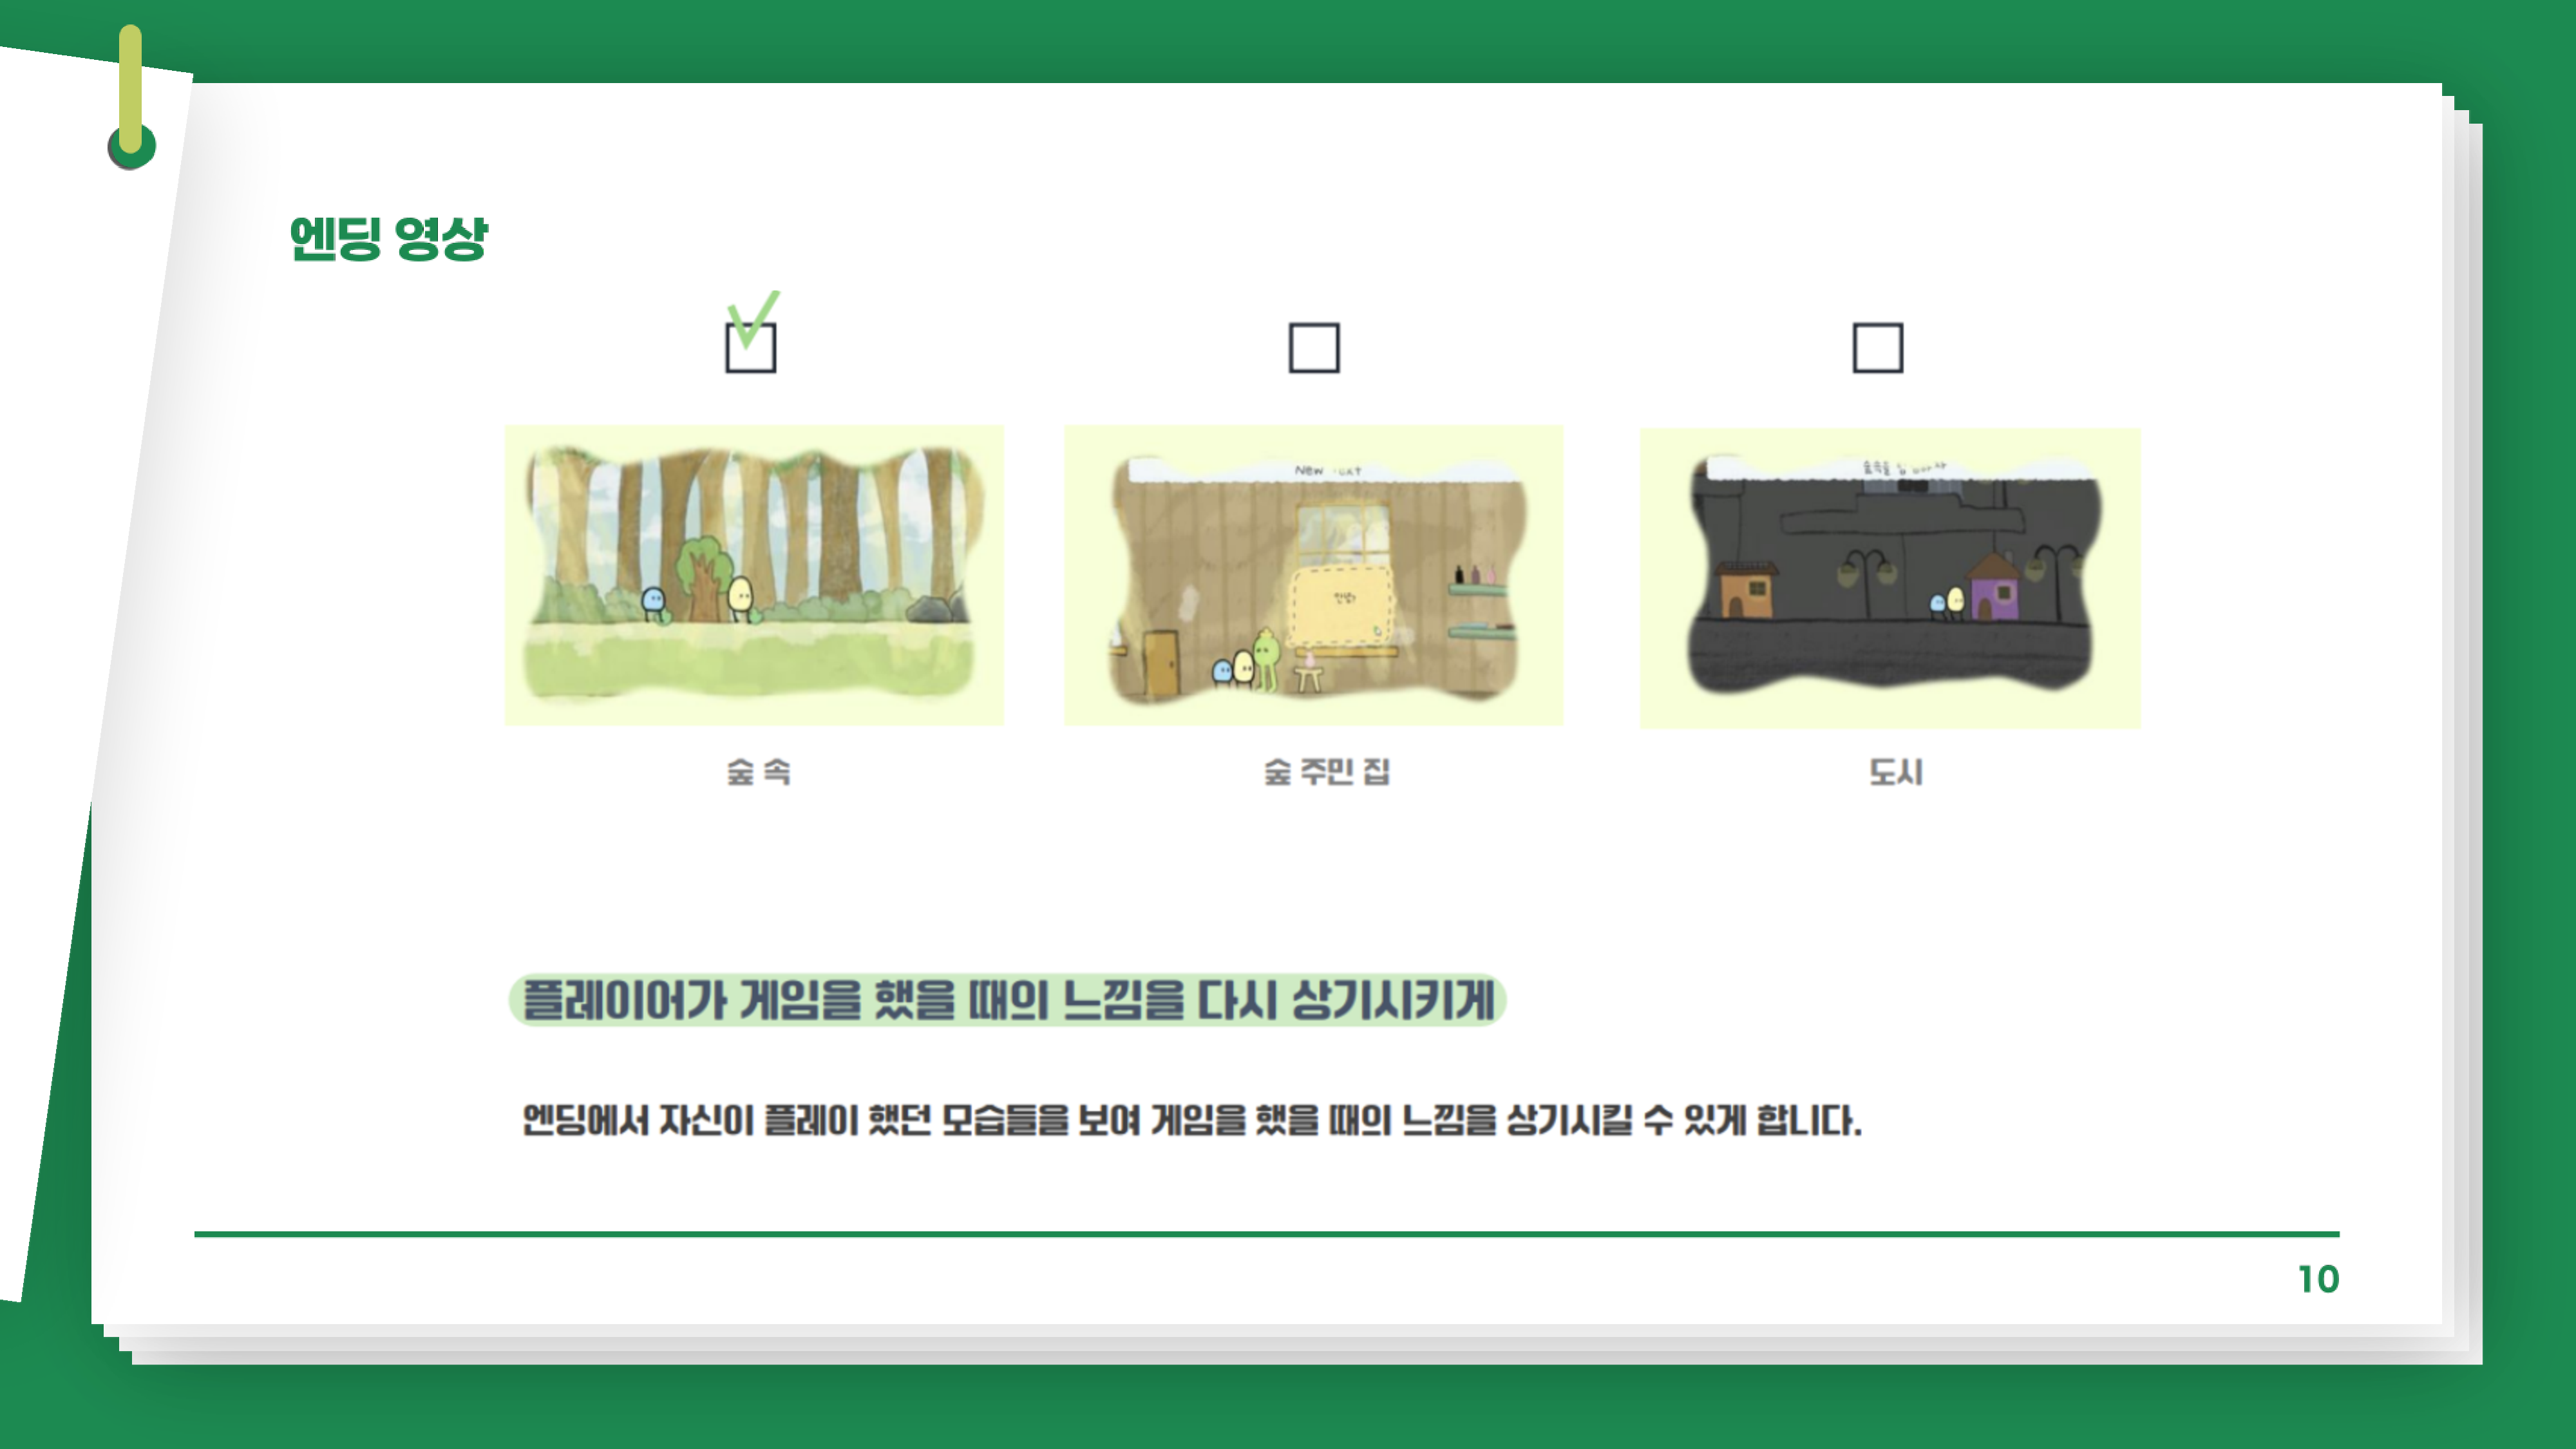 엔딩 영상
New
숲 속
숲 주민 집
도시
플레이어가 게임을 했을 때의 느낌을 다시 상기시키게
엔딩에서 자신이 플레이 했던 모습들을 보여 게임을 했을 때의 느낌을 상기시킬 수 있게 합니다.
10